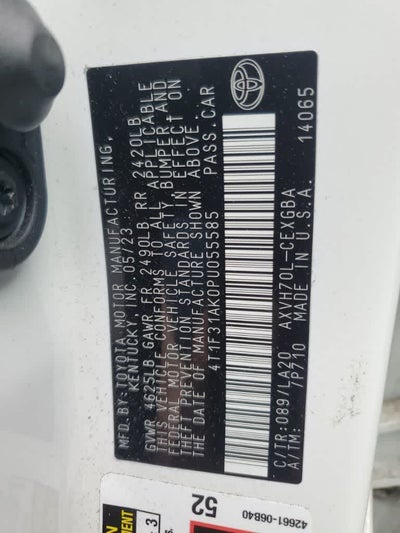 MFD. BY: TOYOTA MOTOR MANUFACTURING,
KENTUCKY, INC. 05/23
GVWR 4625LB GAWR FR 2490LB RR 2420LB
THIS VEHICLE CONFORMS TO ALL APPLICABLE
FEDERAL MOTOR VEHICLE SAFETY, BUMPER, AND
THEFT PREVENTION STANDARDS IN EFFECT ON
THE DATE OF MANUFACTURE SHOWN ABOVE.
4T1F31AK0PU055585 PASS.CAR
C/TR: 089/LA20 AXVH70L-CEXGBA
A/TM: /P710 MADE IN U.S.A. 14065
42661-06B40
52
3